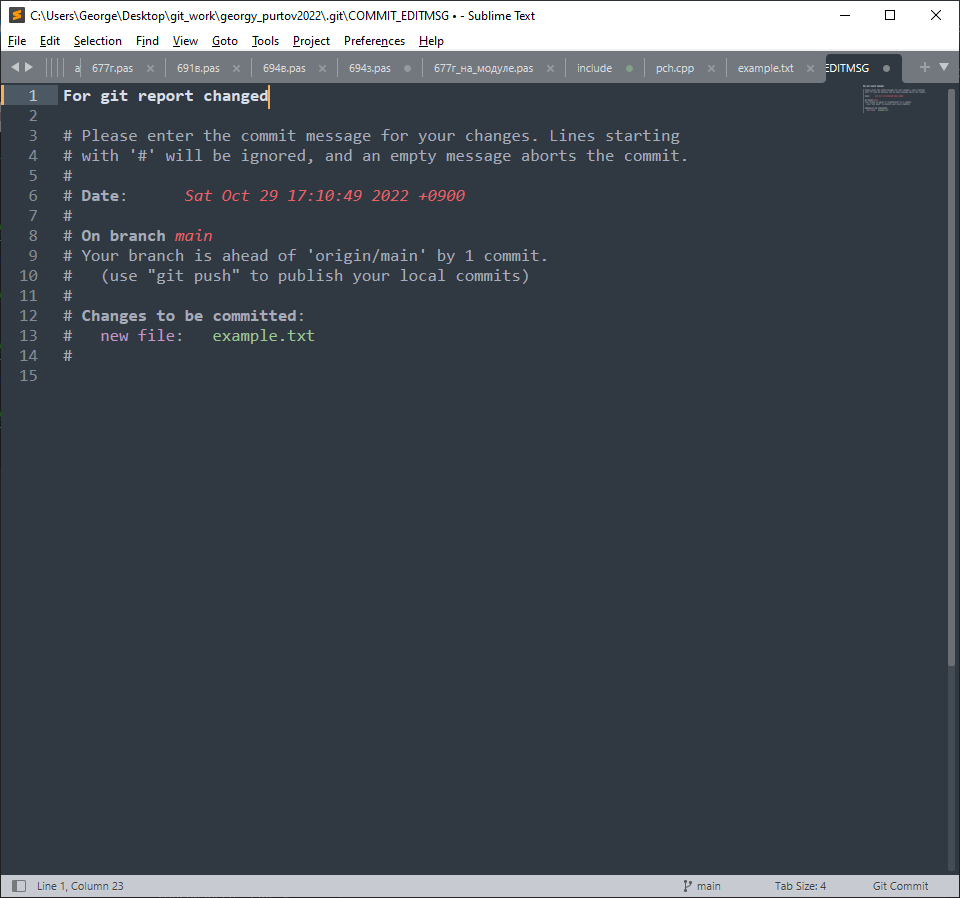 C:\Users\George\Desktop\git_work\georgy_purtov2022\.git\COMMIT_EDITMSG • - Sublime Text
File Edit Selection Find View Goto Tools Project Preferences Help
677г.pas 691в.pas 694в.pas 694з.pas 677г_на_модуле.pas include pch.cpp example.txt EDITMSG
1 For git report changed
2
3 # Please enter the commit message for your changes. Lines starting
4 # with '#' will be ignored, and an empty message aborts the commit.
5 #
6 # Date: Sat Oct 29 17:10:49 2022 +0900
7 #
8 # On branch main
9 # Your branch is ahead of 'origin/main' by 1 commit.
10 # (use "git push" to publish your local commits)
11 #
12 # Changes to be committed:
13 # new file: example.txt
14 #
15
Line 1, Column 23 main Tab Size: 4 Git Commit